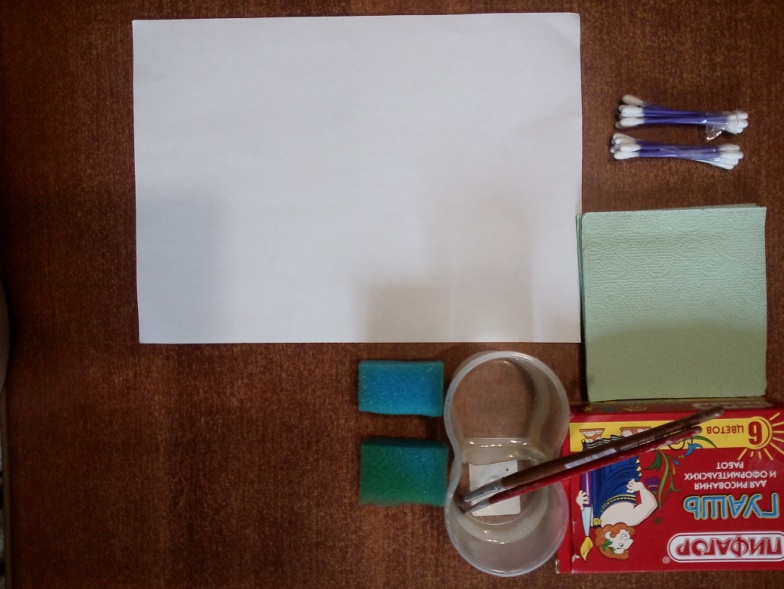 ПИФАГОР®
ГУАШЬ
ДЛЯ РИСОВАНИЯ
И ОФОРМИТЕЛЬСКИХ
РАБОТ
6 ЦВЕТОВ